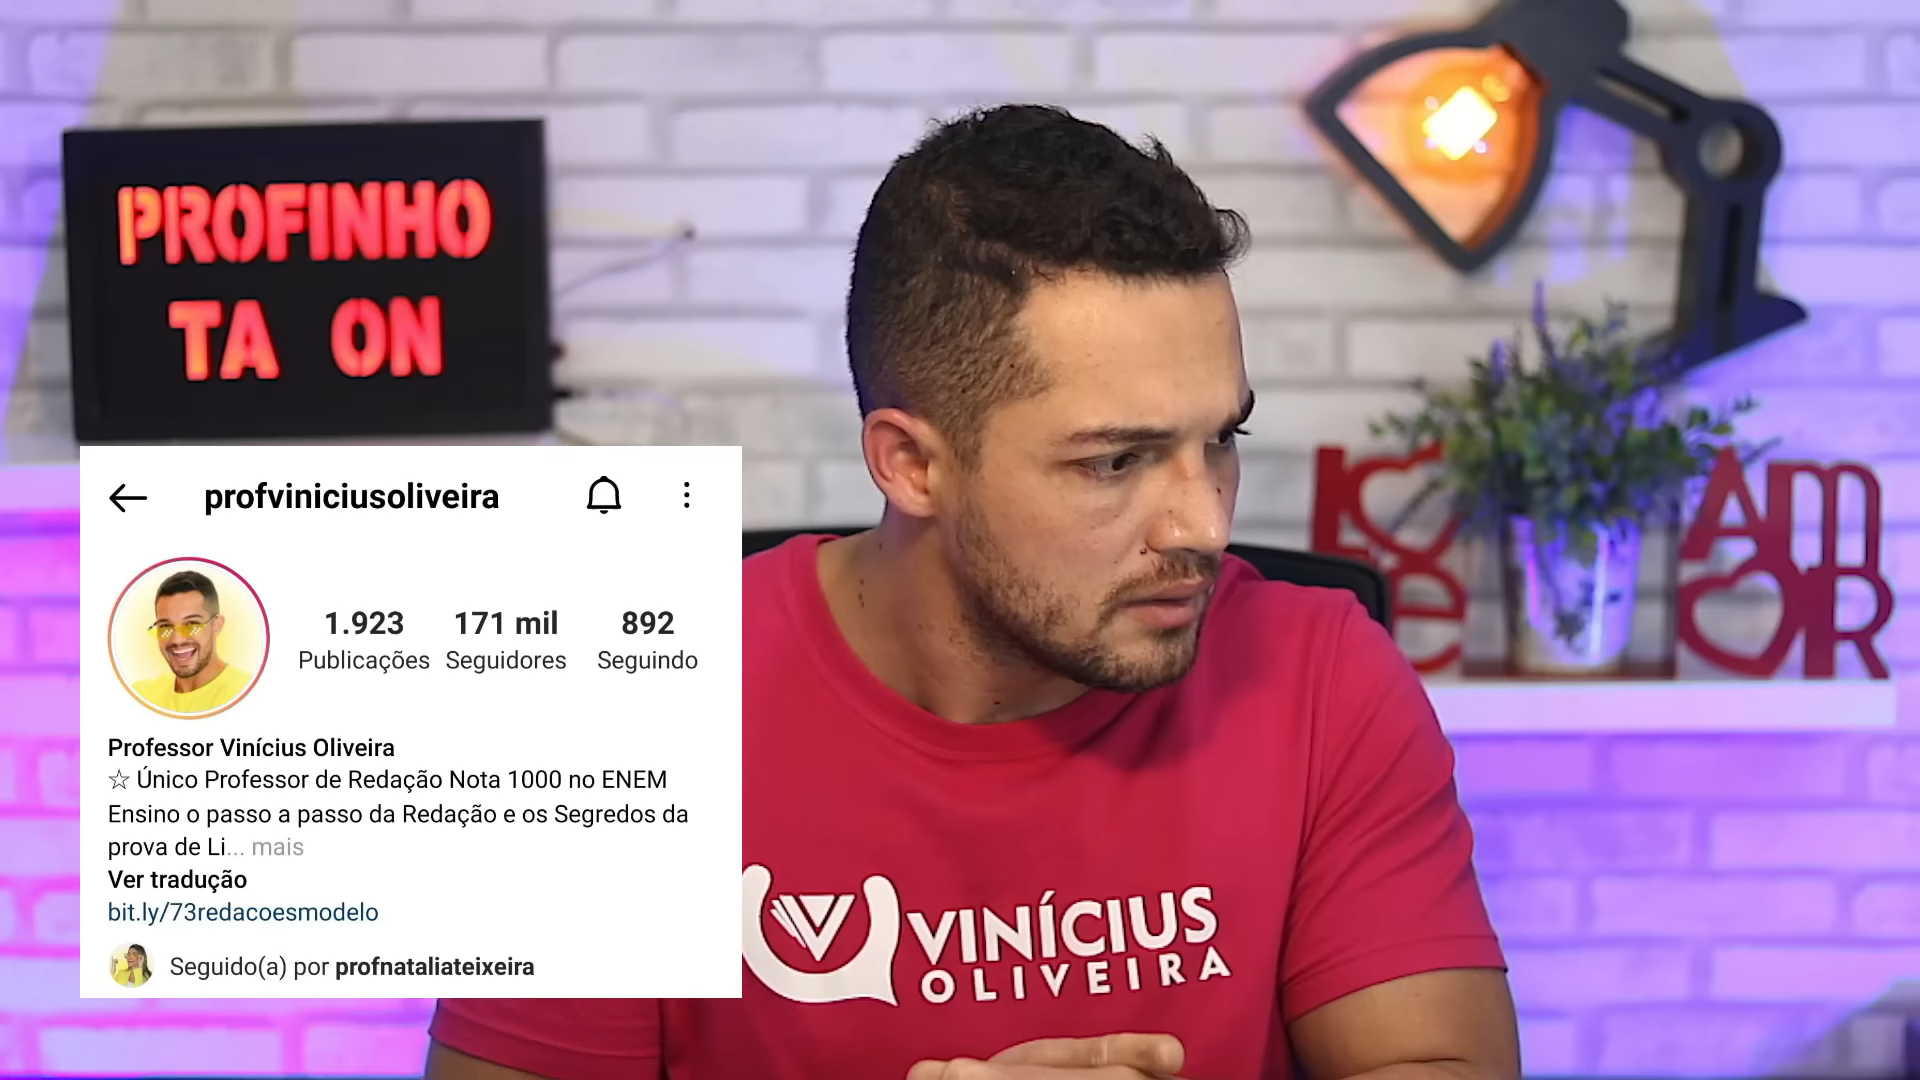 PROFINHO
TA ON
profviniciusoliveira
1.923
171 mil
892
Publicações
Seguidores
Seguindo
Professor Vinícius Oliveira
☆ Único Professor de Redação Nota 1000 no ENEM
Ensino o passo a passo da Redação e os Segredos da
prova de Li... mais
Ver tradução
bit.ly/73redacoesmodelo
Seguido(a) por profnataliateixeira
VINÍCIUS
OLIVEIRA
AMOR